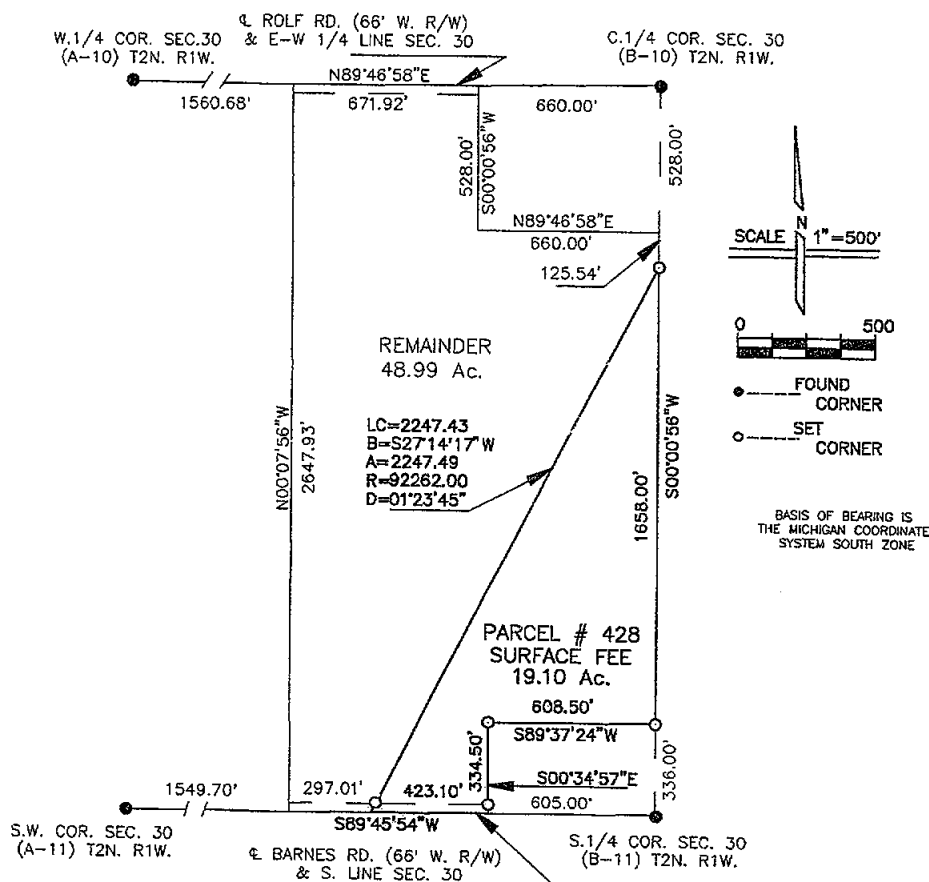 ℄ ROLF RD. (66' W. R/W)
& E-W 1/4 LINE SEC. 30
W.1/4 COR. SEC.30
(A-10) T2N. R1W.
C.1/4 COR. SEC. 30
(B-10) T2N. R1W.
N89°46'58"E
1560.68'
671.92'
660.00'
528.00'
S00°00'56"W
528.00'
N89°46'58"E
660.00'
125.54'
N
SCALE 1"=500'
0 500
FOUND
CORNER
SET
CORNER
BASIS OF BEARING IS
THE MICHIGAN COORDINATE
SYSTEM SOUTH ZONE
REMAINDER
48.99 Ac.
LC=2247.43
B=S27°14'17"W
A=2247.49
R=92262.00
D=01°23'45"
N00°07'56"W
2647.93'
1658.00'
S00°00'56"W
PARCEL # 428
SURFACE FEE
19.10 Ac.
608.50'
S89°37'24"W
334.50'
S00°34'57"E
336.00'
1549.70'
297.01'
423.10'
605.00'
S89°45'54"W
S.W. COR. SEC. 30
(A-11) T2N. R1W.
℄ BARNES RD. (66' W. R/W)
& S. LINE SEC. 30
S.1/4 COR. SEC. 30
(B-11) T2N. R1W.